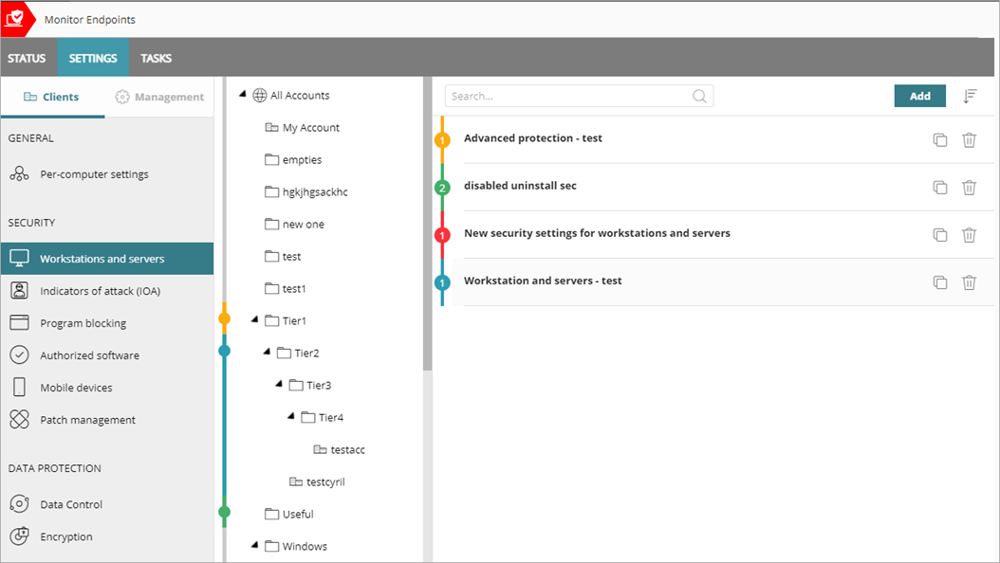 Monitor Endpoints
STATUS
SETTINGS
TASKS
Clients
Management
GENERAL
Per-computer settings
SECURITY
Workstations and servers
Indicators of attack (IOA)
Program blocking
Authorized software
Mobile devices
Patch management
DATA PROTECTION
Data Control
Encryption
All Accounts
My Account
empties
hgkjhgsackhc
new one
test
test1
Tier1
Tier2
Tier3
Tier4
testacc
testcyril
Useful
Windows
Search...
Add
1 Advanced protection - test
2 disabled uninstall sec
1 New security settings for workstations and servers
1 Workstation and servers - test